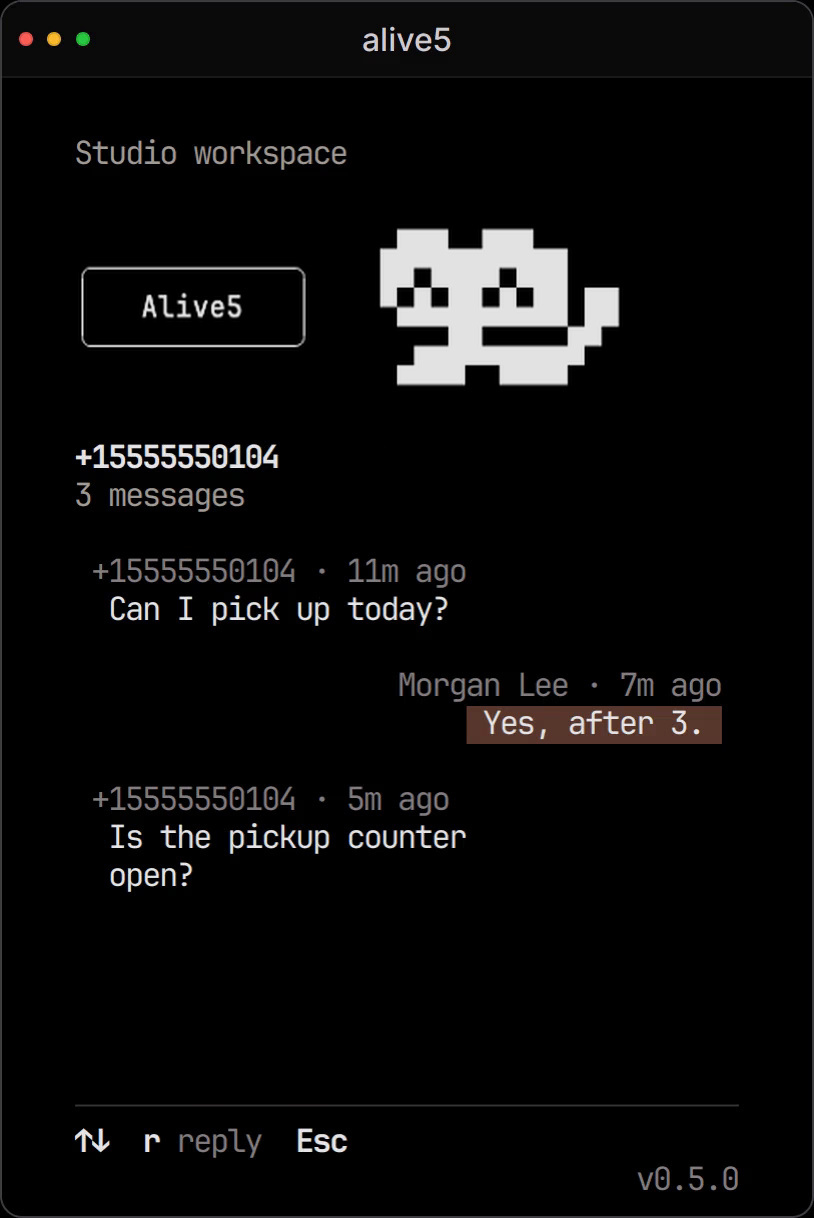 alive5
Studio workspace
Alive5
+15555550104
3 messages
+15555550104 · 11m ago
Can I pick up today?
Morgan Lee · 7m ago
Yes, after 3.
+15555550104 · 5m ago
Is the pickup counter
open?
↑↓ r reply Esc
v0.5.0